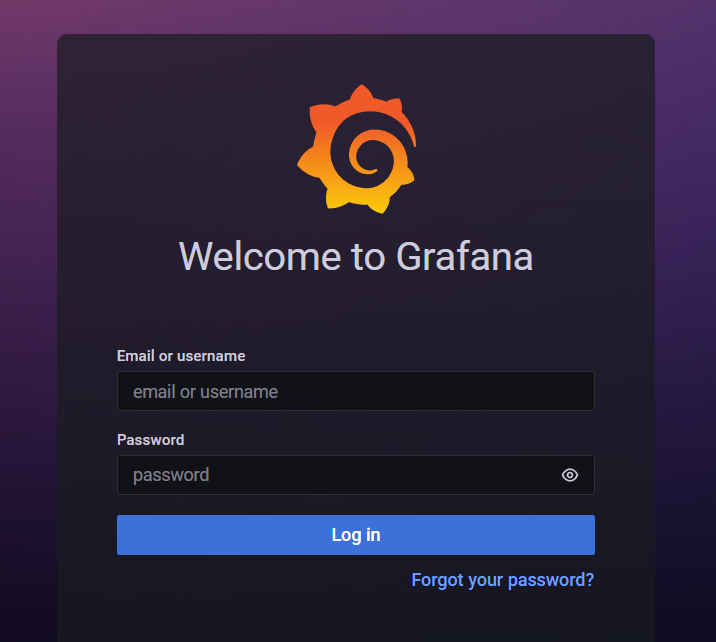 Welcome to Grafana
Email or username
email or username
Password
password
Log in
Forgot your password?